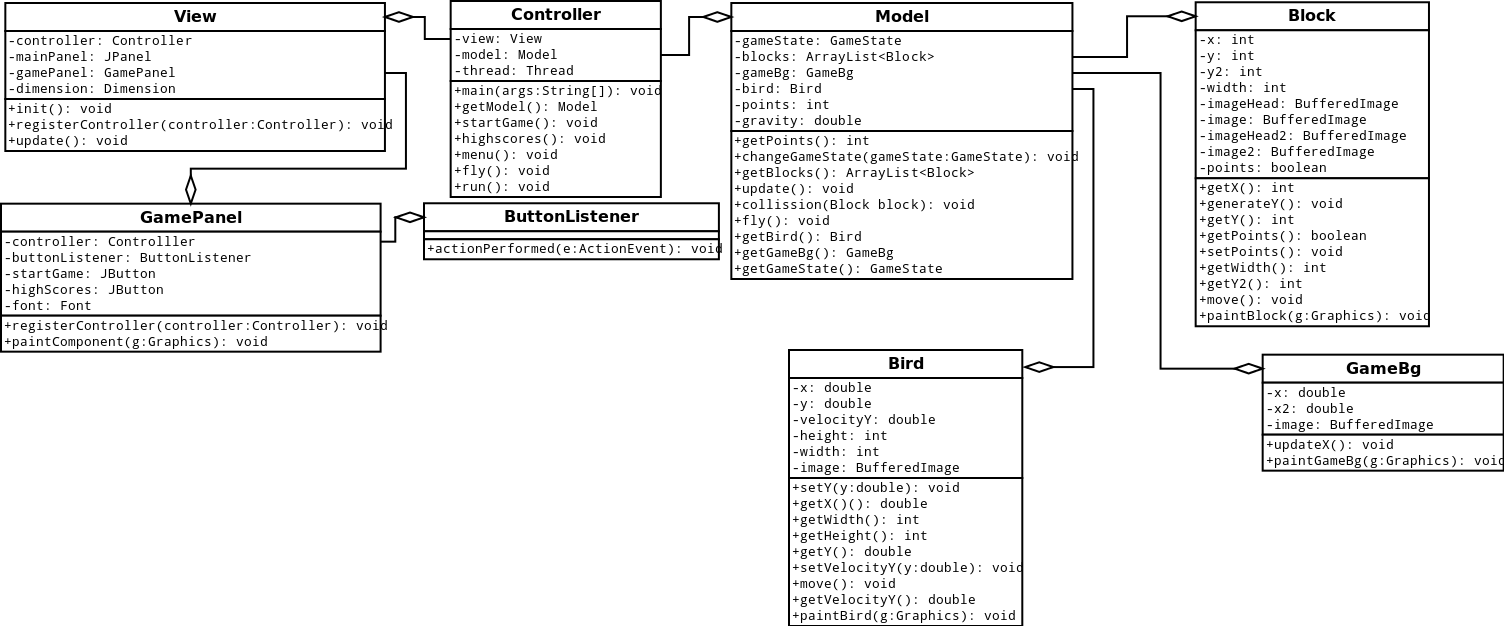 View
-controller: Controller
-mainPanel: JPanel
-gamePanel: GamePanel
-dimension: Dimension
+init(): void
+registerController(controller:Controller): void
+update(): void
Controller
-view: View
-model: Model
-thread: Thread
+main(args:String[]): void
+getModel(): Model
+startGame(): void
+highscores(): void
+menu(): void
+fly(): void
+run(): void
Model
-gameState: GameState
-blocks: ArrayList<Block>
-gameBg: GameBg
-bird: Bird
-points: int
-gravity: double
+getPoints(): int
+changeGameState(gameState:GameState): void
+getBlocks(): ArrayList<Block>
+update(): void
+collission(Block block): void
+fly(): void
+getBird(): Bird
+getGameBg(): GameBg
+getGameState(): GameState
Block
-x: int
-y: int
-y2: int
-width: int
-imageHead: BufferedImage
-image: BufferedImage
-imageHead2: BufferedImage
-image2: BufferedImage
-points: boolean
+getX(): int
+generateY(): void
+getY(): int
+getPoints(): boolean
+setPoints(): void
+getWidth(): int
+getY2(): int
+move(): void
+paintBlock(g:Graphics): void
GamePanel
-controller: Controlller
-buttonListener: ButtonListener
-startGame: JButton
-highScores: JButton
-font: Font
+registerController(controller:Controller): void
+paintComponent(g:Graphics): void
ButtonListener
+actionPerformed(e:ActionEvent): void
Bird
-x: double
-y: double
-velocityY: double
-height: int
-width: int
-image: BufferedImage
+setY(y:double): void
+getX()(): double
+getWidth(): int
+getHeight(): int
+getY(): double
+setVelocityY(y:double): void
+move(): void
+getVelocityY(): double
+paintBird(g:Graphics): void
GameBg
-x: double
-x2: double
-image: BufferedImage
+updateX(): void
+paintGameBg(g:Graphics): void